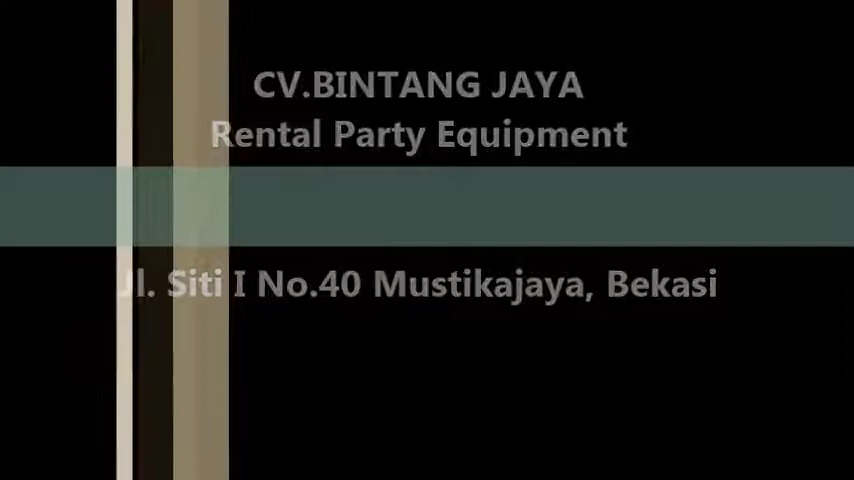 CV.BINTANG JAYA
Rental Party Equipment
Jl. Siti I No.40 Mustikajaya, Bekasi